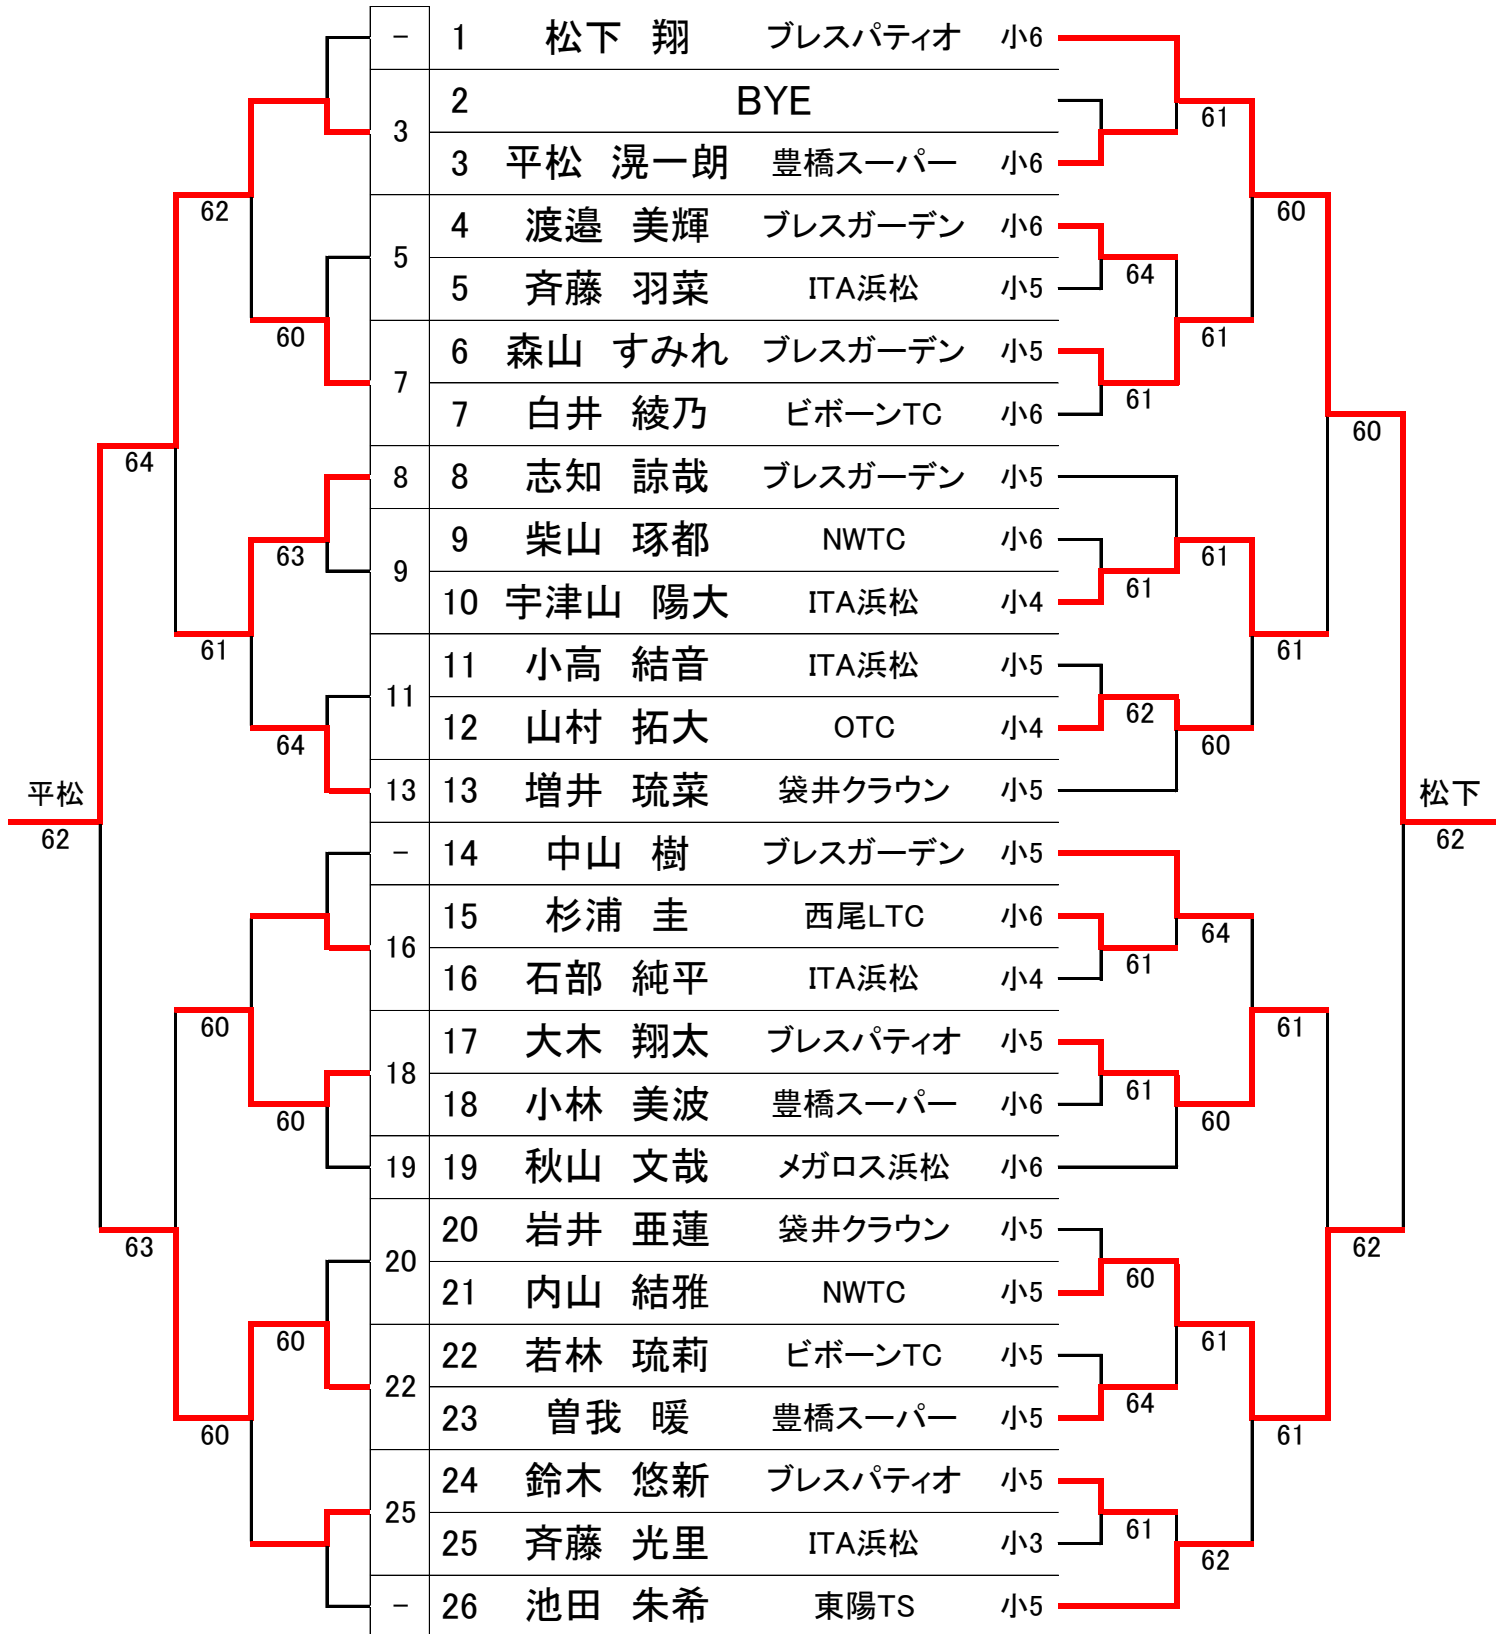 - 1 松下 翔 ブレスパティオ 小6
2 BYE 61
3
3 平松 滉一朗 豊橋スーパー 小6
62 4 渡邉 美輝 ブレスガーデン 小6 60
5 64
5 斉藤 羽菜 ITA浜松 小5
60 6 森山 すみれ ブレスガーデン 小5 61
7 61
7 白井 綾乃 ビボーンTC 小6 60
64
8 8 志知 諒哉 ブレスガーデン 小5
63 9 柴山 琢都 NWTC 小6 61
9 61
10 宇津山 陽大 ITA浜松 小4
61 11 小高 結音 ITA浜松 小5 61
11 62
64 12 山村 拓大 OTC 小4 60
平松 13 13 増井 琉菜 袋井クラウン 小5 松下
62 62
- 14 中山 樹 ブレスガーデン 小5
15 杉浦 圭 西尾LTC 小6 64
16 61
16 石部 純平 ITA浜松 小4
60 17 大木 翔太 ブレスパティオ 小5 61
18 61
60 18 小林 美波 豊橋スーパー 小6 60
19 19 秋山 文哉 メガロス浜松 小6
63 20 岩井 亜蓮 袋井クラウン 小5 62
20 60
21 内山 結雅 NWTC 小5
60 22 若林 琉莉 ビボーンTC 小5 61
22 64
60 23 曽我 暖 豊橋スーパー 小5 61
24 鈴木 悠新 ブレスパティオ 小5
25 61
25 斉藤 光里 ITA浜松 小3 62
- 26 池田 朱希 東陽TS 小5